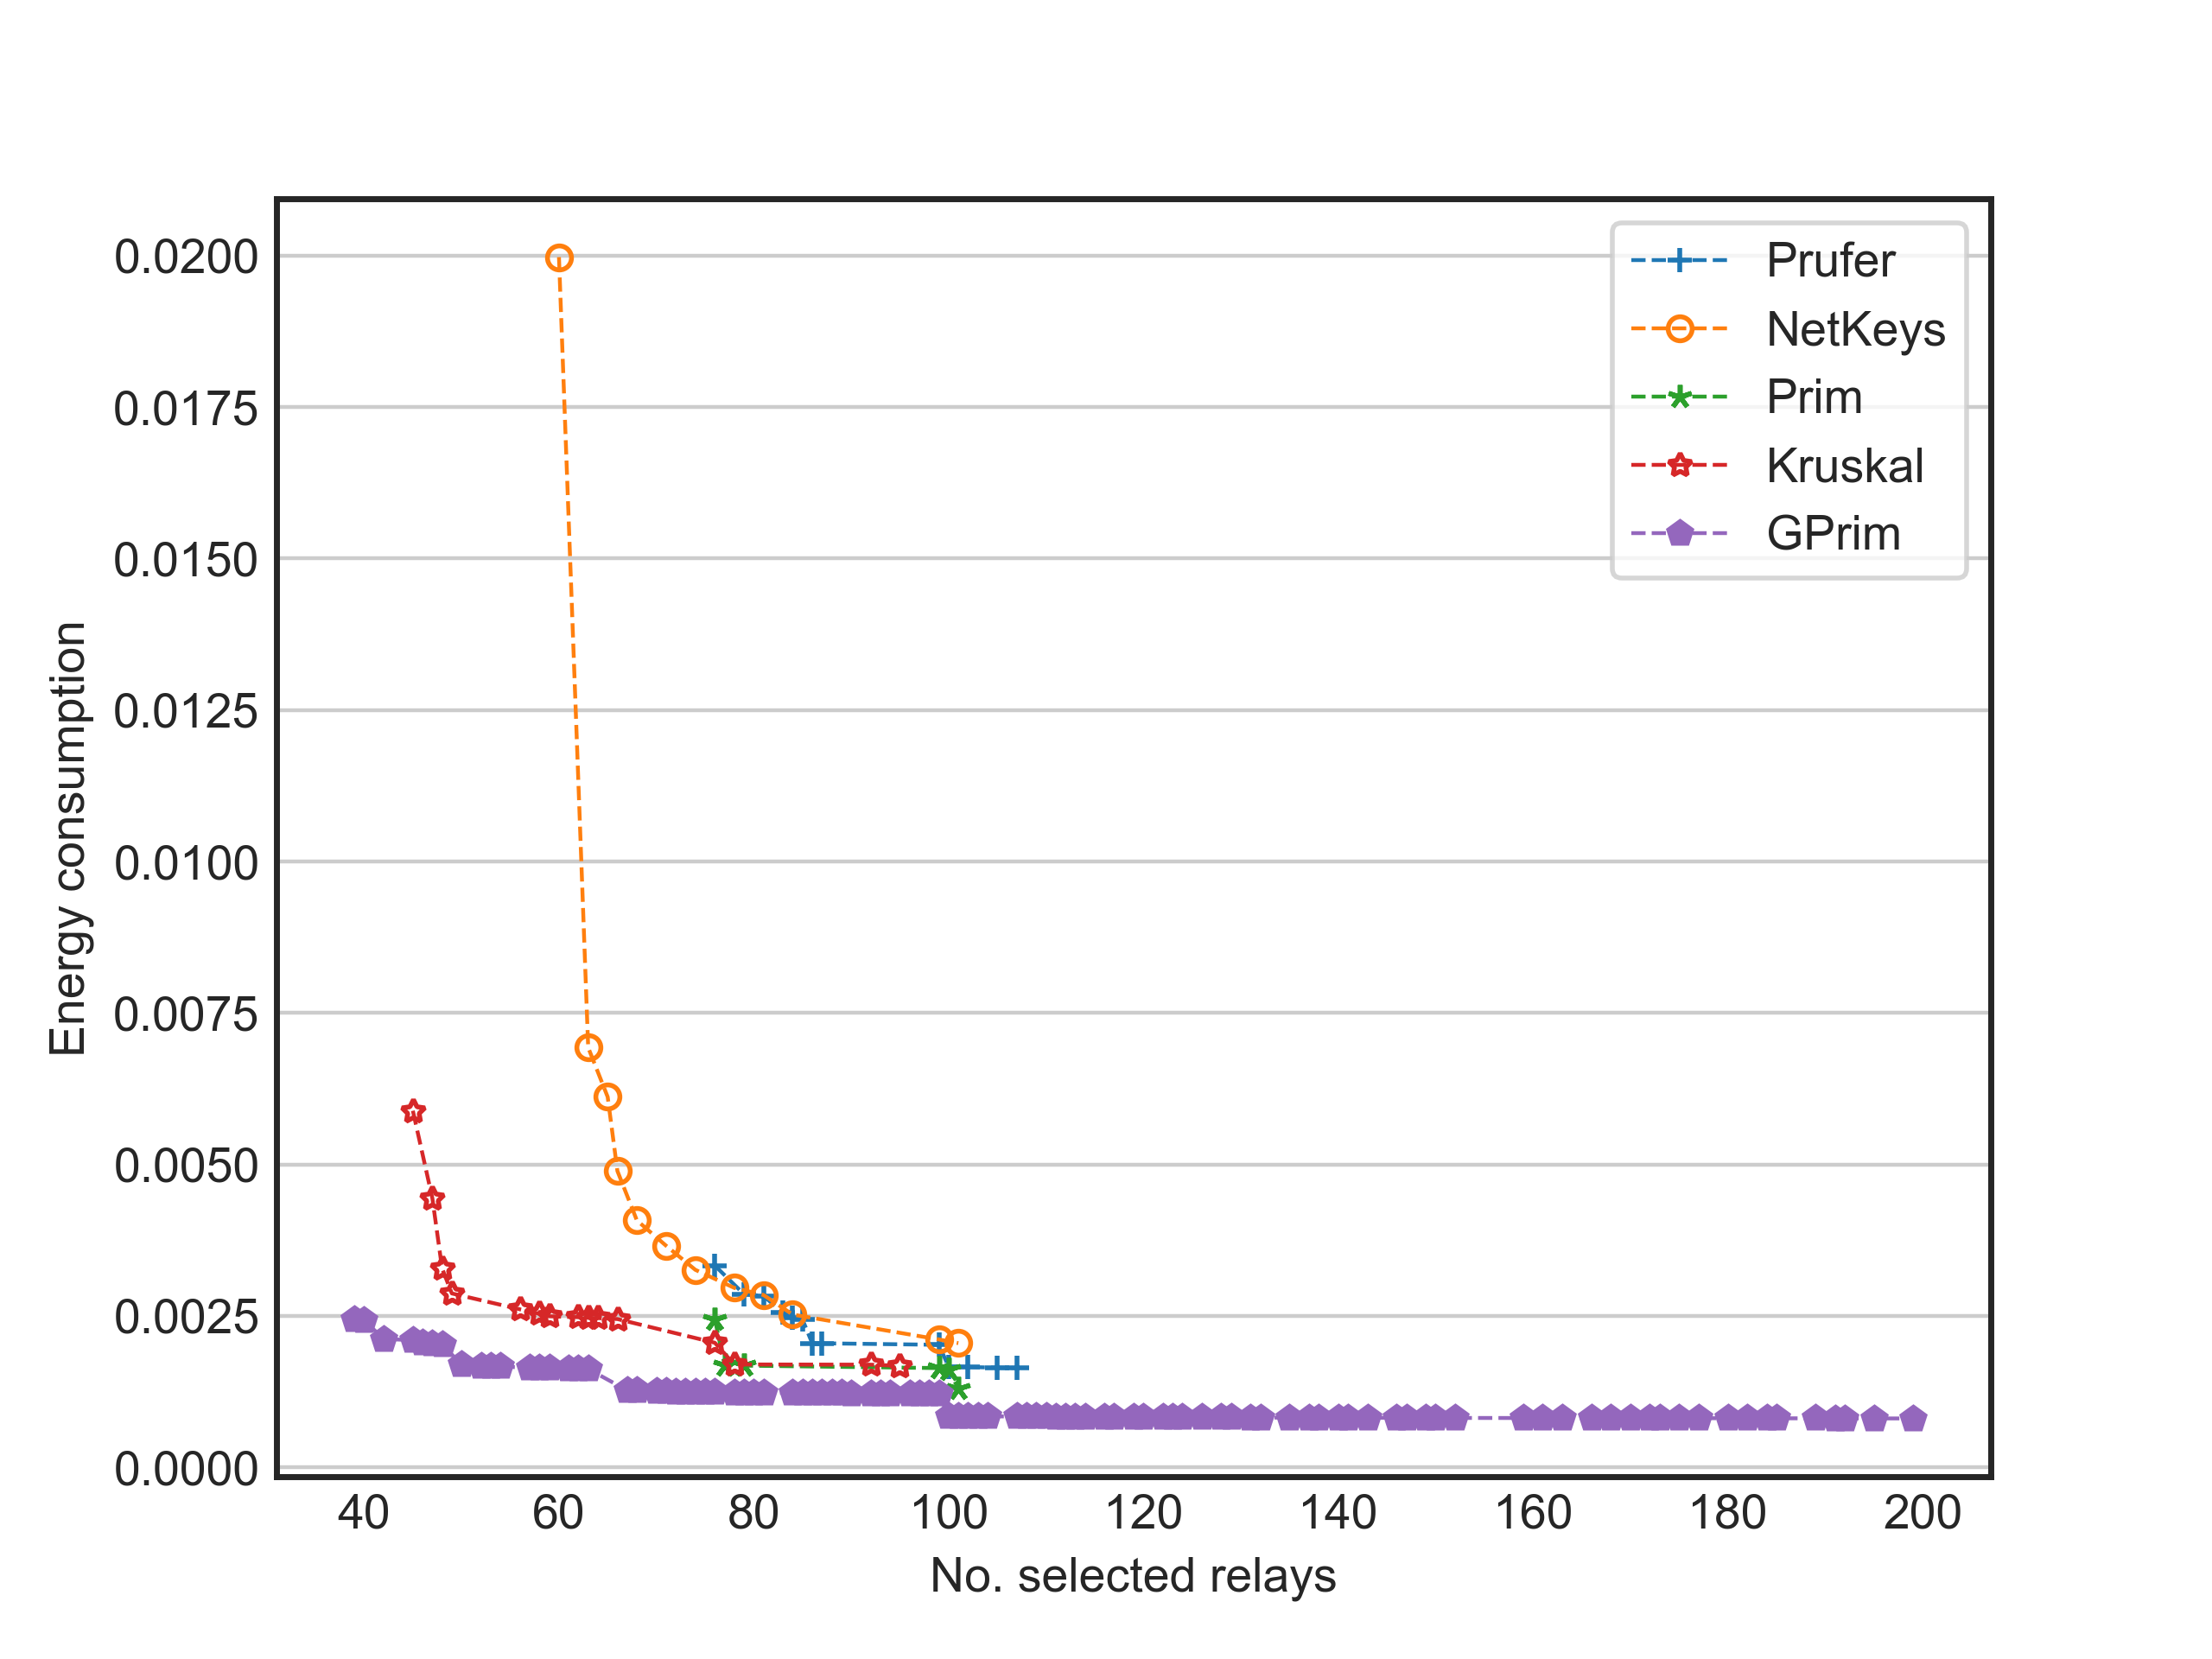 0.0200
0.0175
0.0150
0.0125
0.0100
0.0075
0.0050
0.0025
0.0000
Energy consumption
40 60 80 100 120 140 160 180 200
No. selected relays
Prufer
NetKeys
Prim
Kruskal
GPrim